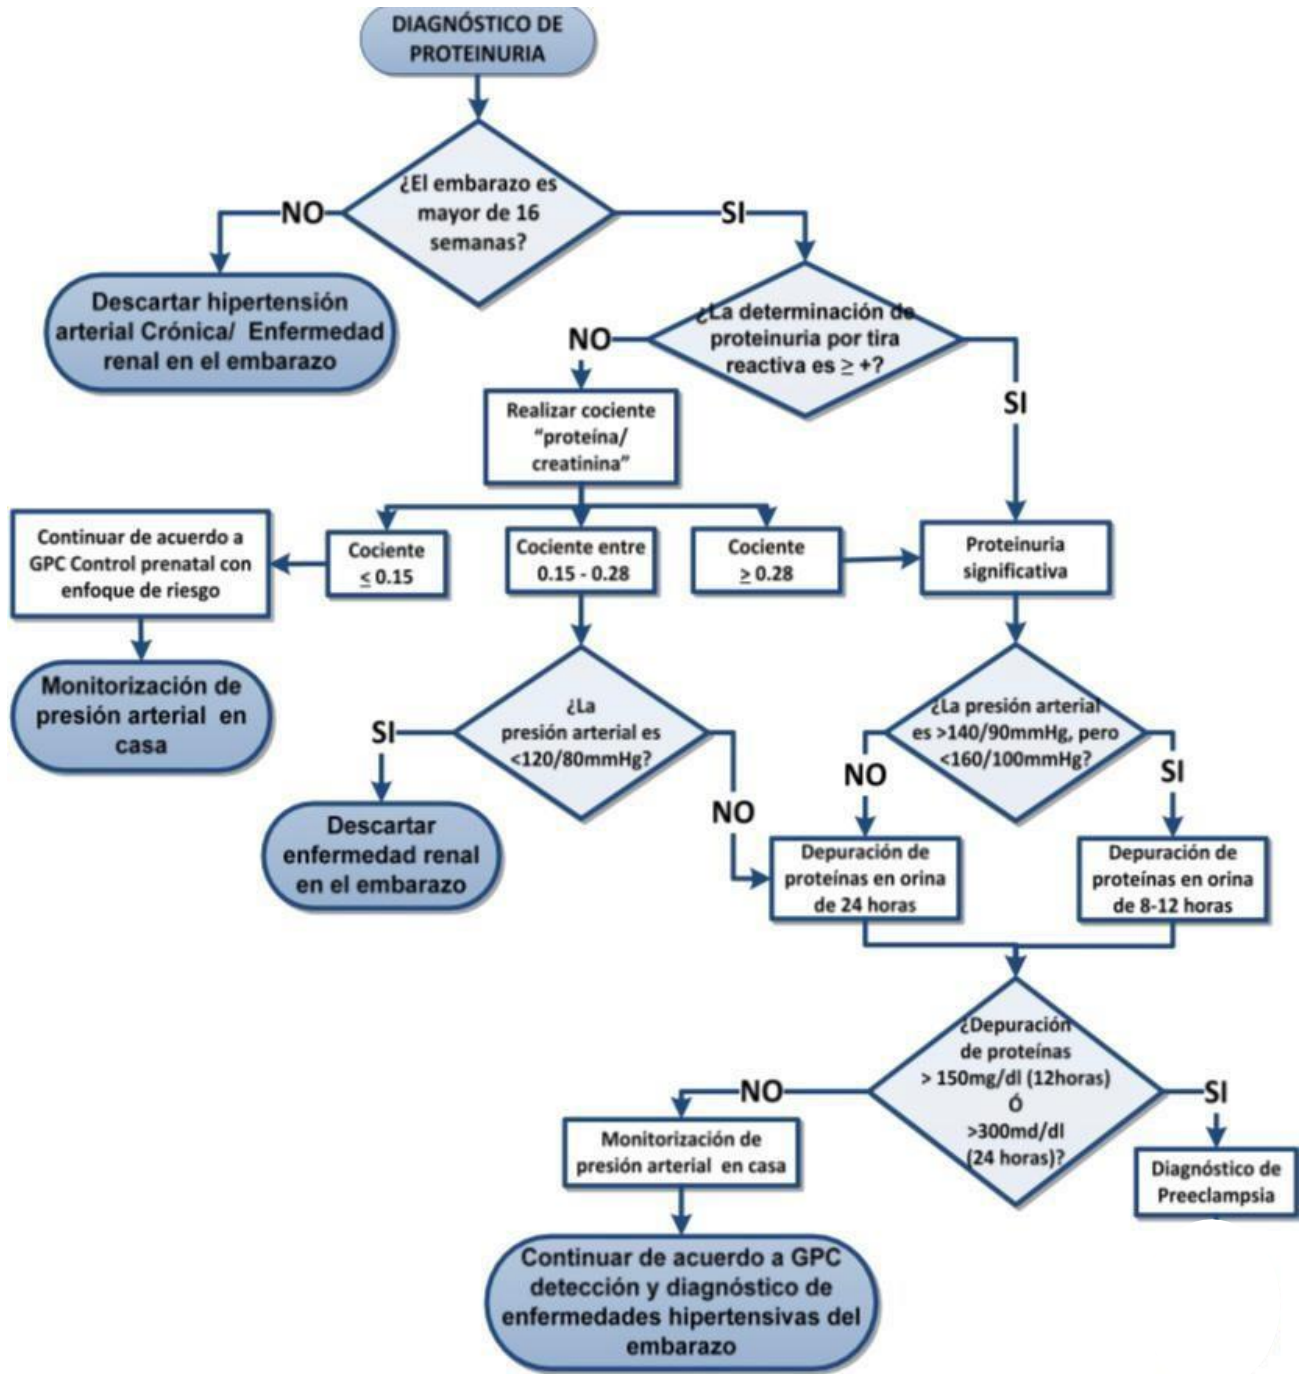 DIAGNÓSTICO DE
PROTEINURIA
¿El embarazo es
mayor de 16
semanas?
NO
SI
Descartar hipertensión
arterial Crónica/ Enfermedad
renal en el embarazo
¿La determinación de
proteinuria por tira
reactiva es ≥ +?
NO
SI
Realizar cociente
“proteína/
creatinina”
Continuar de acuerdo a
GPC Control prenatal con
enfoque de riesgo
Cociente
≤ 0.15
Cociente entre
0.15 - 0.28
Cociente
≥ 0.28
Proteinuria
significativa
Monitorización de
presión arterial en
casa
¿La
presión arterial es
<120/80mmHg?
SI
NO
¿La presión arterial
es >140/90mmHg, pero
<160/100mmHg?
NO
SI
Descartar
enfermedad renal
en el embarazo
Depuración de
proteínas en orina
de 24 horas
Depuración de
proteínas en orina
de 8-12 horas
¿Depuración
de proteínas
> 150mg/dl (12horas)
Ó
>300md/dl
(24 horas)?
NO
SI
Monitorización de
presión arterial en casa
Diagnóstico de
Preeclampsia
Continuar de acuerdo a GPC
detección y diagnóstico de
enfermedades hipertensivas del
embarazo